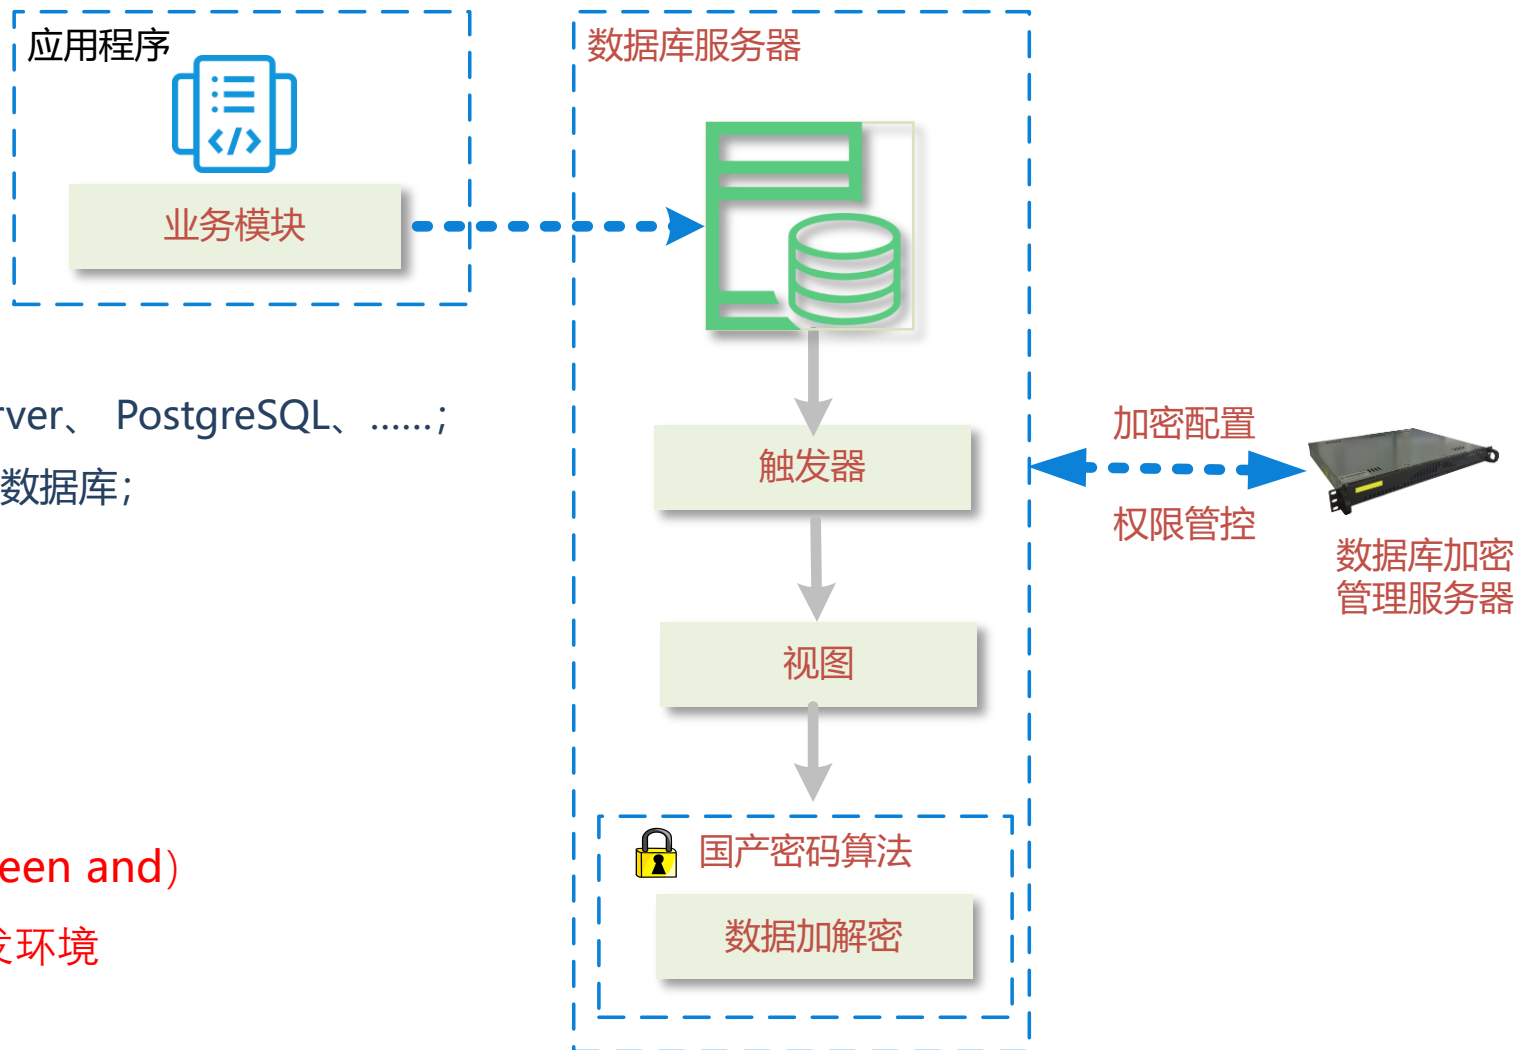 应用程序
业务模块
数据库服务器
rver、 PostgreSQL、……;
数据库;
触发器
视图
加密配置
权限管控
数据库加密
管理服务器
een and）
环境
国产密码算法
数据加解密